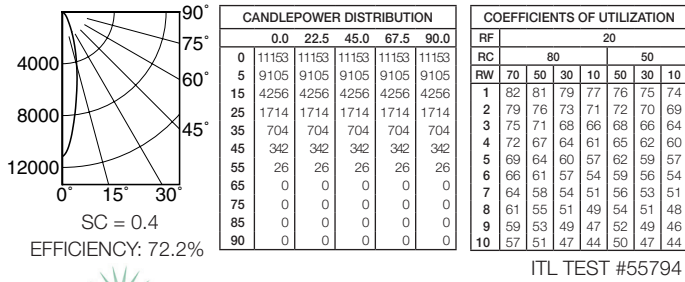 90°
75°
60°
45°
4000
8000
12000
0° 15° 30°
SC = 0.4
EFFICIENCY: 72.2%
CANDLEPOWER DISTRIBUTION
0.0 22.5 45.0 67.5 90.0
0 11153 11153 11153 11153 11153
5 9105 9105 9105 9105 9105
15 4256 4256 4256 4256 4256
25 1714 1714 1714 1714 1714
35 704 704 704 704 704
45 342 342 342 342 342
55 26 26 26 26 26
65 0 0 0 0 0
75 0 0 0 0 0
85 0 0 0 0 0
90 0 0 0 0 0
COEFFICIENTS OF UTILIZATION
RF 20
RC 80 50
RW 70 50 30 10 50 30 10
1 82 81 79 77 76 75 74
2 79 76 73 71 72 70 69
3 75 71 68 66 68 66 64
4 72 67 64 61 65 62 60
5 69 64 60 57 62 59 57
6 66 61 57 54 59 56 54
7 64 58 54 51 56 53 51
8 61 55 51 49 54 51 48
9 59 53 49 47 52 49 46
10 57 51 47 44 50 47 44
ITL TEST #55794